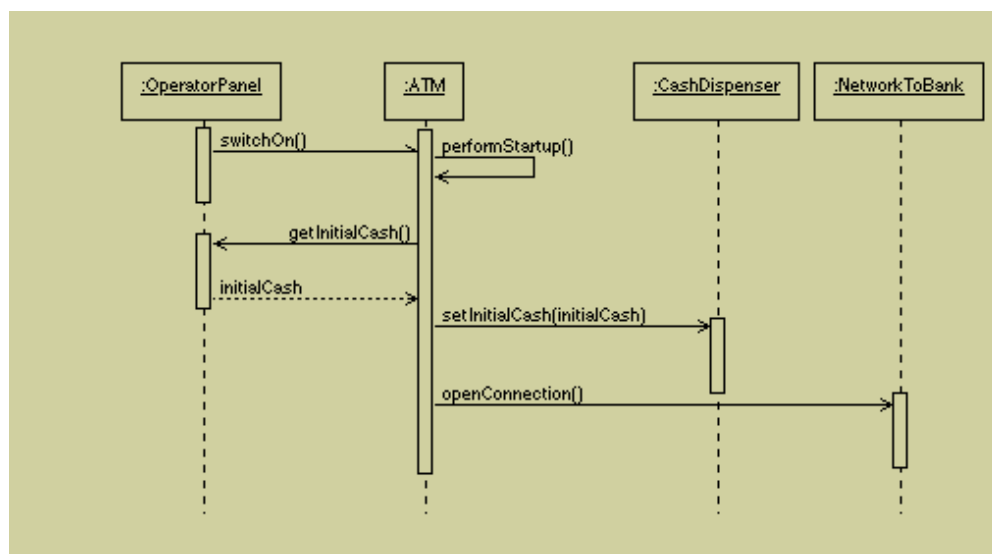 :OperatorPanel
:ATM
:CashDispenser
:NetworkToBank
switchOn()
performStartup()
getInitialCash()
initialCash
setInitialCash(initialCash)
openConnection()